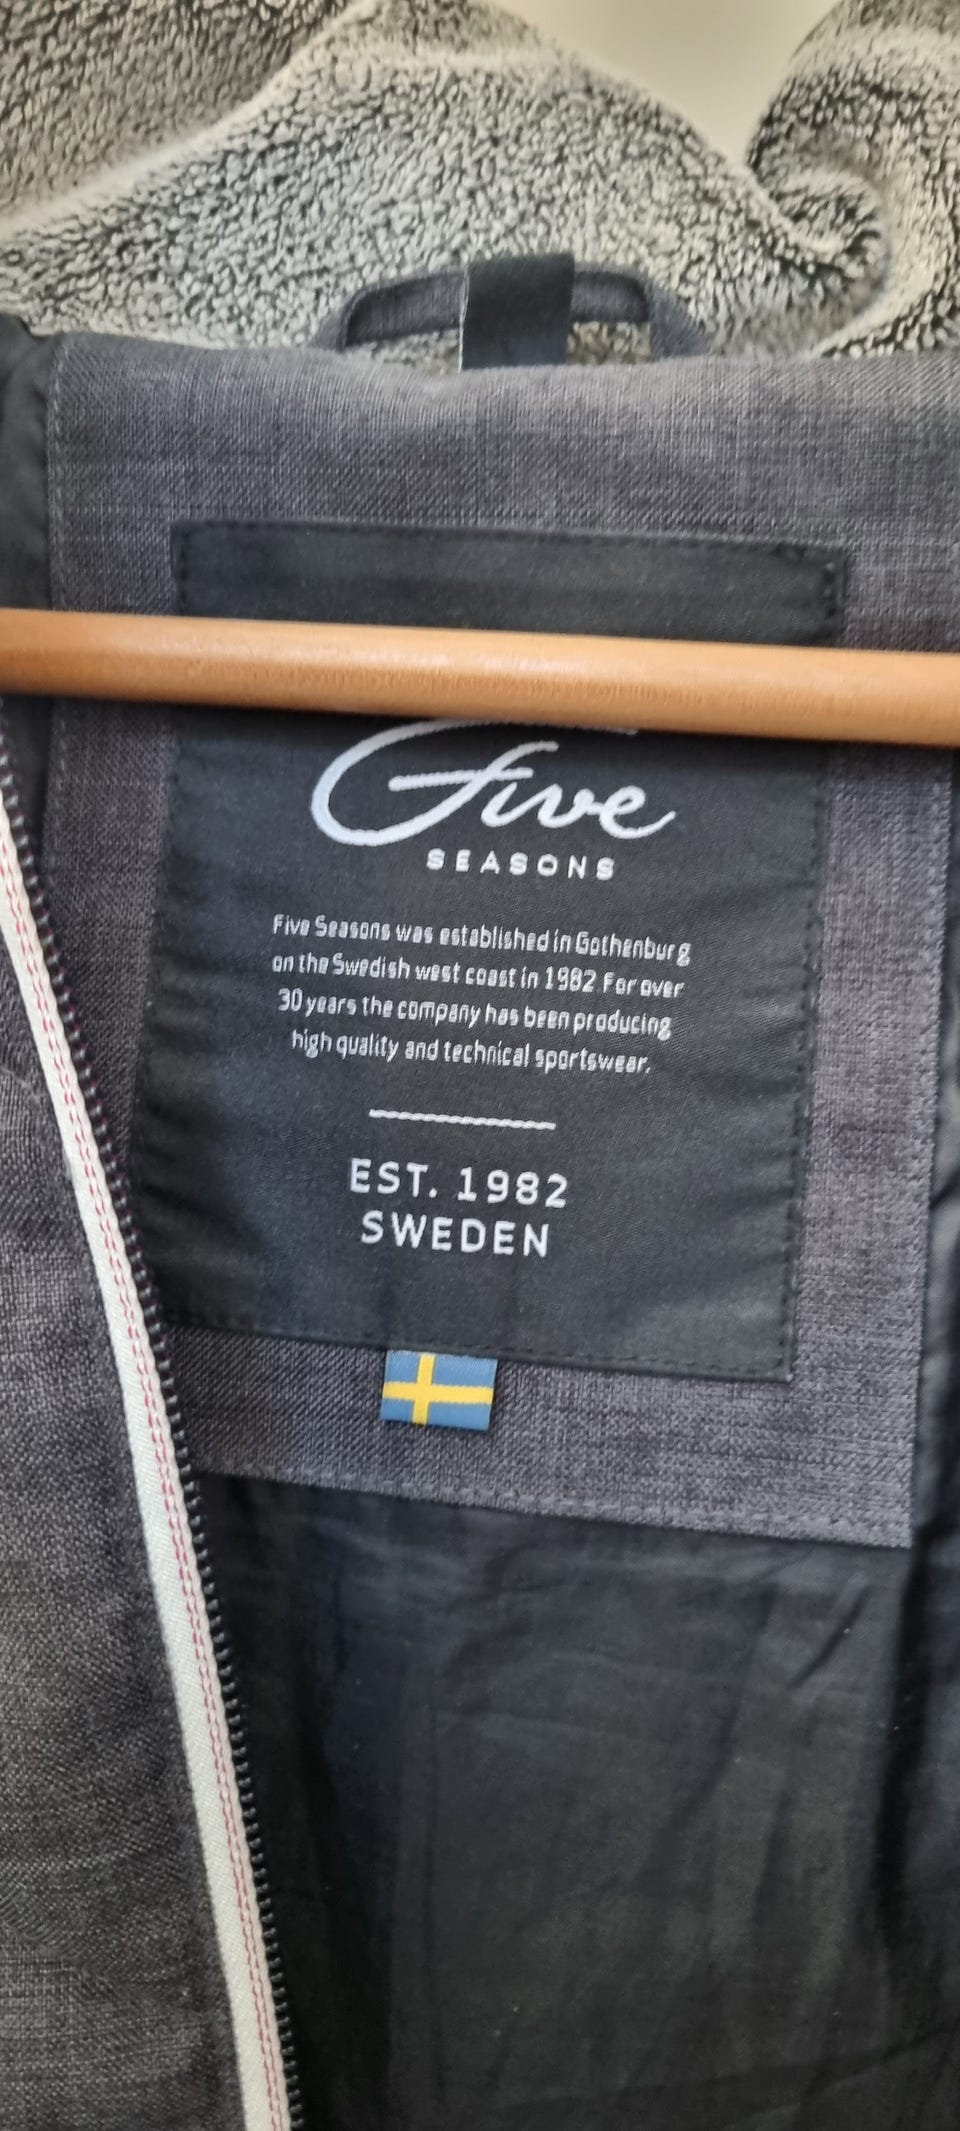 Five
SEASONS
Five Seasons was established in Gothenburg
on the Swedish west coast in 1982 For over
30 years the company has been producing
high quality and technical sportswear.
EST. 1982
SWEDEN